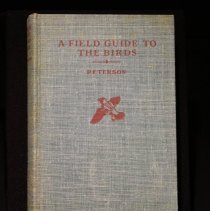 A FIELD GUIDE TO
THE BIRDS
PETERSON